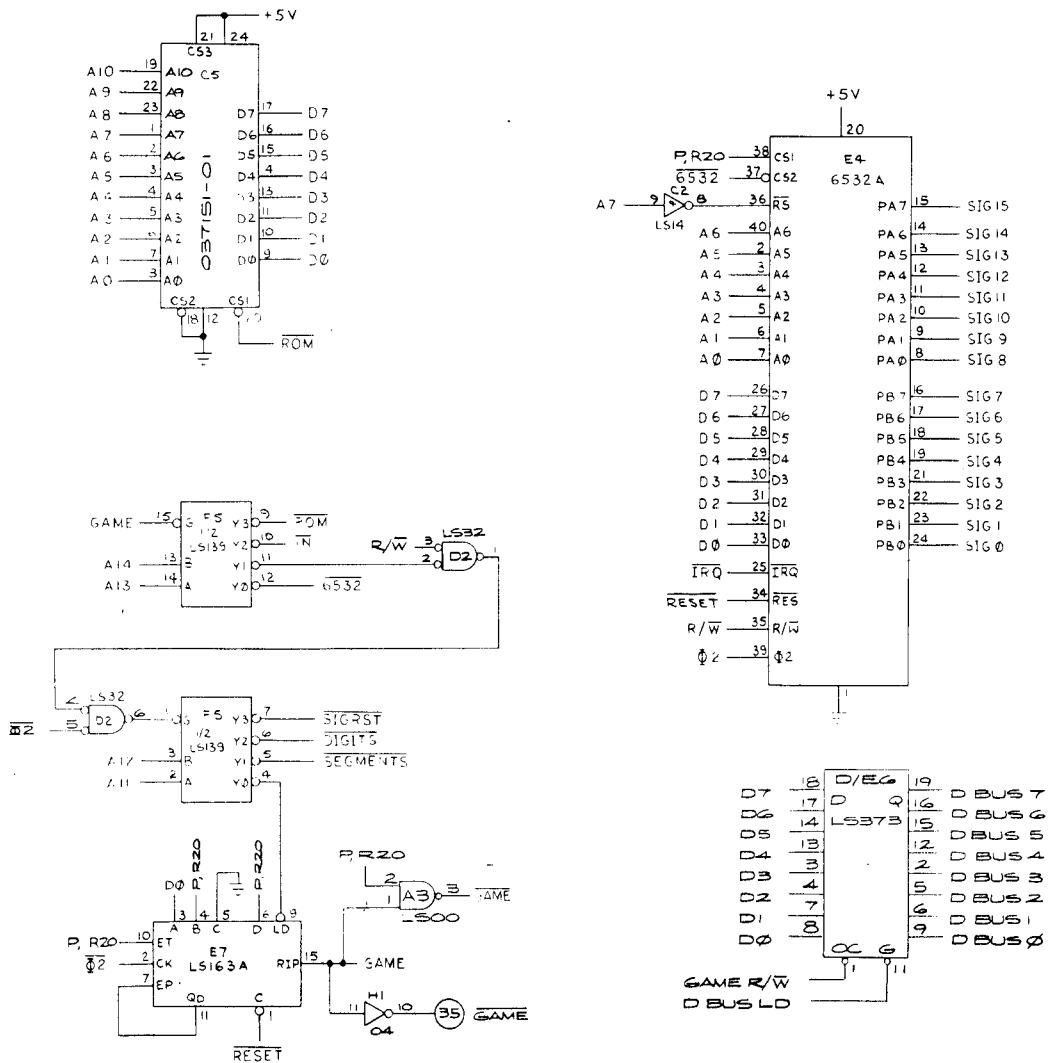 +5V
21 24
CS3
C5
A10 19 A10
A9 22 A9
A8 23 A8
A7 1 A7
A6 2 A6
A5 3 A5
A4 4 A4
A3 5 A3
A2 A2
A1 7 A1
A0 A0
037151-01
D7 17 D7
D6 16 D6
D5 15 D5
D4 D4
D3 13 D3
D2 11 D2
D1 10 D1
DØ 9 DØ
CS2 CS1
18 12
ROM
GAME 15 G
F5
1/2
LS139
A14 13 B
A13 14 A
Y3 9 ROM
Y2 10 IN
Y1 11
YØ 12 6532
LS32
R/W 3
2
D2
1
LS32
D2 6
Φ2 5
G
F5
1/2
LS139
A12 3 B
A11 2 A
Y3 7 SIGRST
Y2 6 DIGITS
Y1 5 SEGMENTS
YØ 4
DØ P,R20 P,R20
3 4 5 6 9
A B C D LD
P,R20 10 ET
Φ2 2 CK
7 EP
E7
LS163A
RIP 15 GAME
QD C
11 1
RESET
P,R20
2
1
A3 3 GAME
LS00
11 H1 10 35 GAME
04
+5V
20
E4
6532A
P,R20 38 CS1
6532 37 CS2
A7 9 C2 8 36 RS
LS14
A6 40 A6
A5 2 A5
A4 3 A4
A3 4 A3
A2 5 A2
A1 6 A1
AØ 7 AØ
D7 26 D7
D6 27 D6
D5 28 D5
D4 29 D4
D3 30 D3
D2 31 D2
D1 32 D1
DØ 33 DØ
IRQ 25 IRQ
RESET 34 RES
R/W 35 R/W
Φ2 39 Φ2
1
PA7 15 SIG15
PA6 14 SIG14
PA5 13 SIG13
PA4 12 SIG12
PA3 11 SIG11
PA2 10 SIG10
PA1 9 SIG9
PAØ 8 SIG8
PB7 16 SIG7
PB6 17 SIG6
PB5 18 SIG5
PB4 19 SIG4
PB3 21 SIG3
PB2 22 SIG2
PB1 23 SIG1
PBØ 24 SIGØ
D/E6
D Q
LS373
D7 18 19 D BUS 7
D6 17 16 D BUS 6
D5 14 15 D BUS 5
D4 13 12 D BUS 4
D3 3 2 D BUS 3
D2 4 5 D BUS 2
D1 7 6 D BUS 1
DØ 8 9 D BUS Ø
OC G
1 11
GAME R/W
D BUS LD